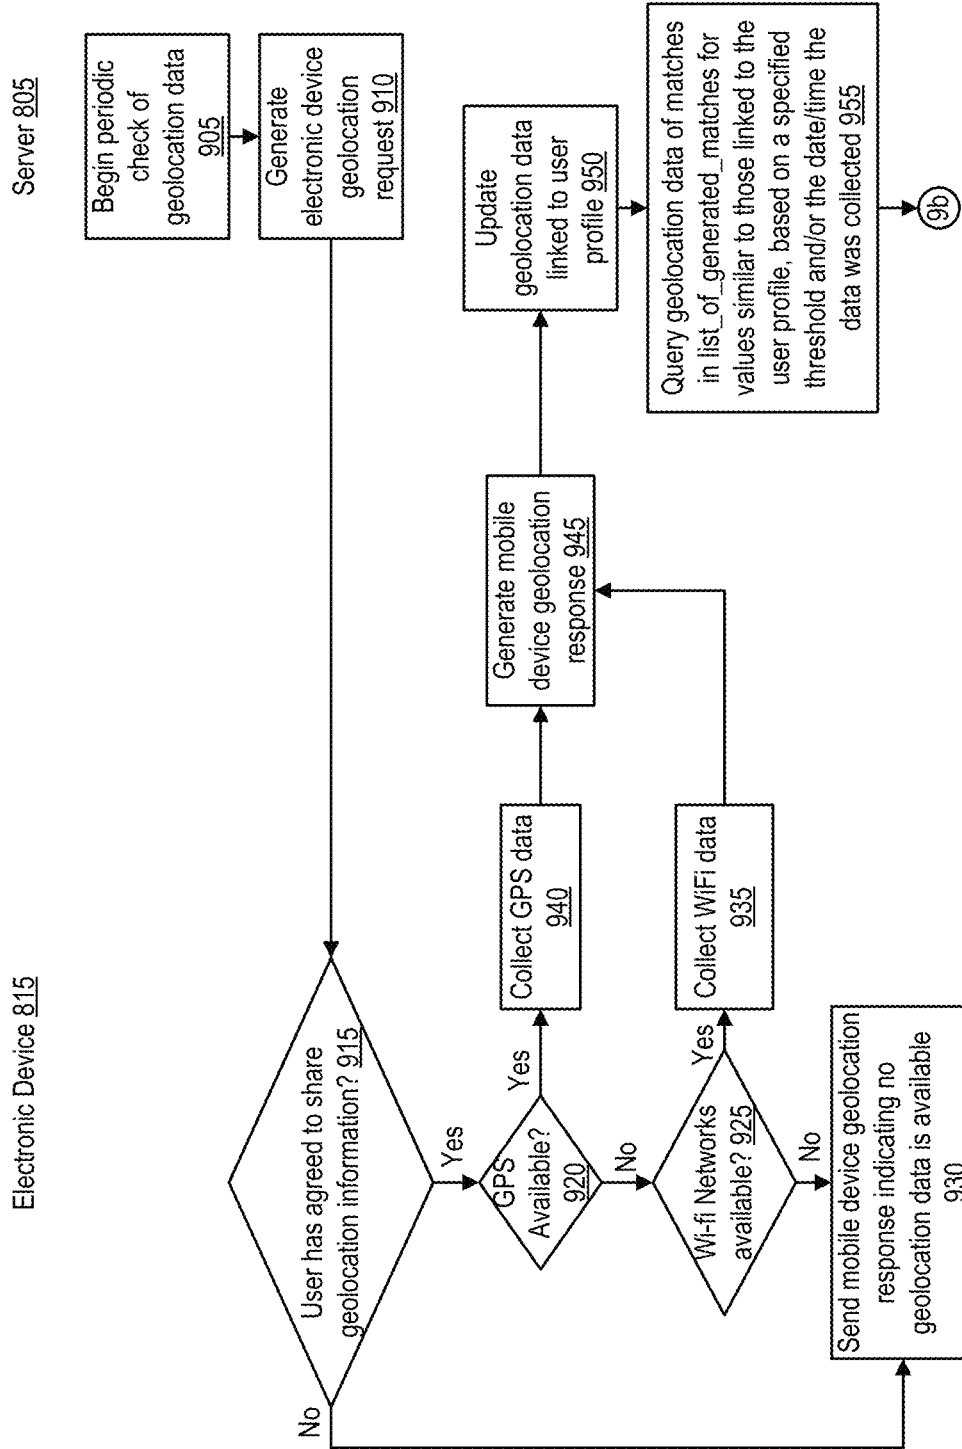 Electronic Device 815
Server 805
Begin periodic
check of
geolocation data
905
Generate
electronic device
geolocation
request 910
User has agreed to share
geolocation information? 915
No
Yes
GPS
Available?
920
Yes
No
Collect GPS data
940
Generate mobile
device geolocation
response 945
Update
geolocation data
linked to user
profile 950
Wi-fi Networks
available? 925
Yes
No
Collect WiFi data
935
Query geolocation data of matches
in list_of_generated_matches for
values similar to those linked to the
user profile, based on a specified
threshold and/or the date/time the
data was collected 955
Send mobile device geolocation
response indicating no
geolocation data is available
930
9b